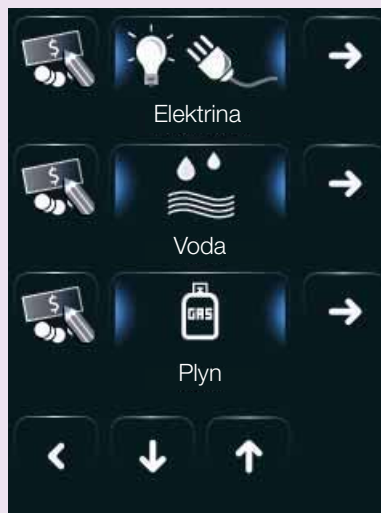 $
Elektrina
$
Voda
$
GAS
Plyn